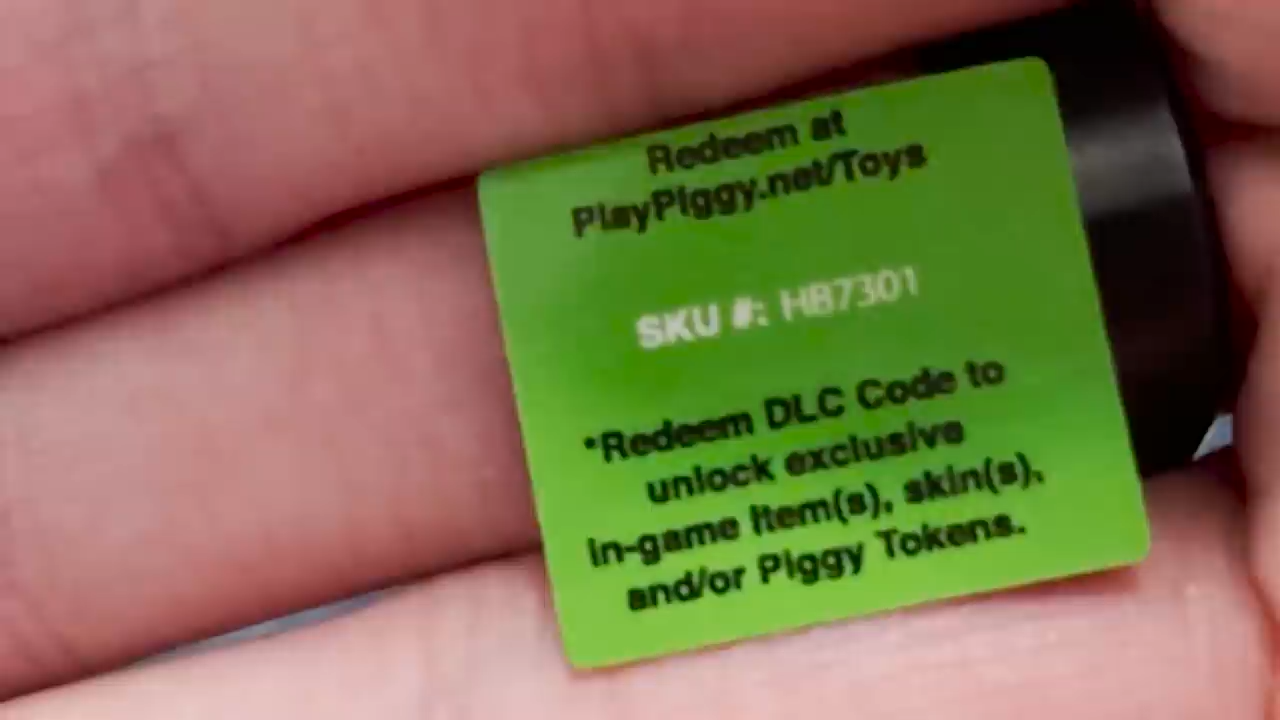 Redeem at
PlayPiggy.net/Toys
SKU #: HB7301
*Redeem DLC Code to
unlock exclusive
in-game item(s), skin(s),
and/or Piggy Tokens.